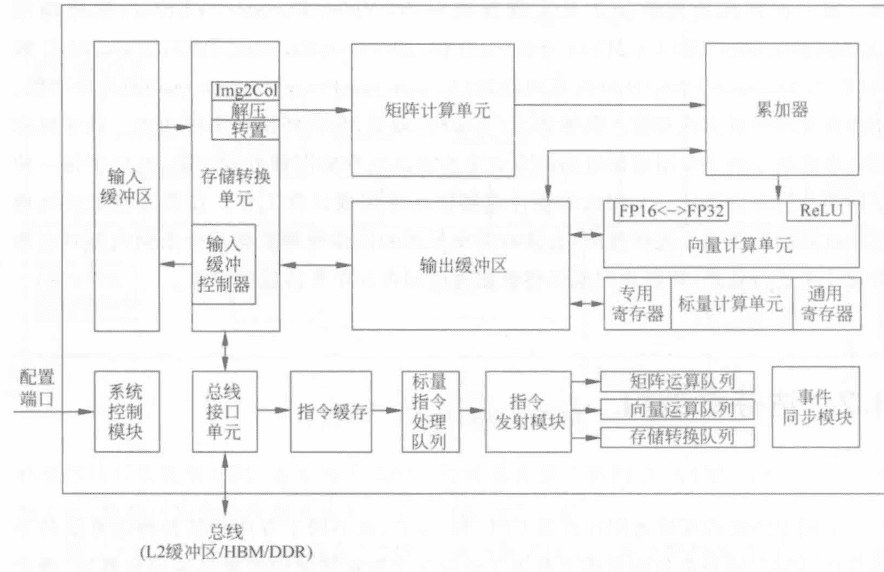 Img2Col
解压
转置
矩阵计算单元
累加器
输入
缓冲区
存储转换
单元
输入
缓冲
控制器
输出缓冲区
FP16<->FP32
ReLU
向量计算单元
专用
寄存器
标量计算单元
通用
寄存器
配置
端口
系统
控制
模块
总线
接口
单元
指令缓存
标量
指令
处理
队列
指令
发射模块
矩阵运算队列
向量运算队列
存储转换队列
事件
同步模块
总线
(L2缓冲区/HBM/DDR)